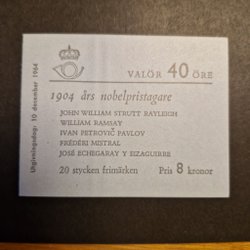 VALÖR 40 ÖRE
1904 års nobelpristagare
JOHN WILLIAM STRUTT RAYLEIGH
WILLIAM RAMSAY
IVAN PETROVIČ PAVLOV
FRÉDÉRI MISTRAL
JOSÉ ECHEGARAY Y EIZAGUIRRE
20 stycken frimärken Pris 8 kronor
Utgivningsdag: 10 december 1964